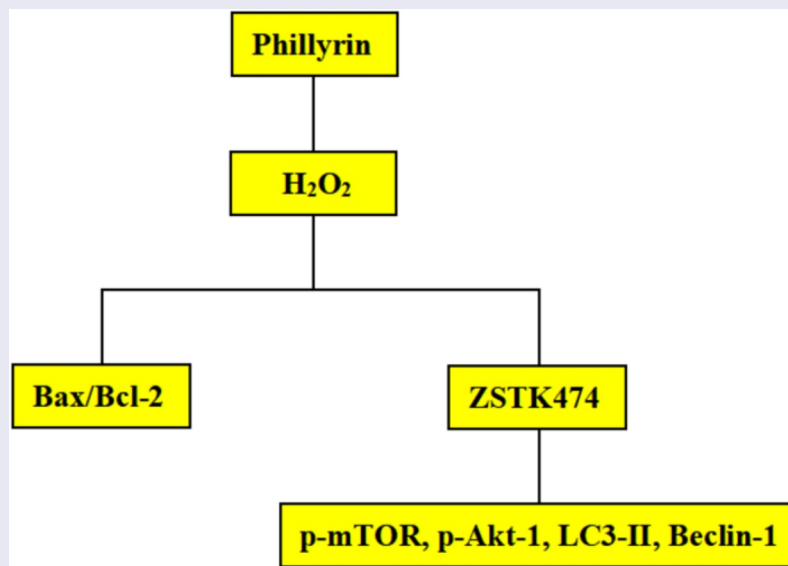 Phillyrin
H₂O₂
Bax/Bcl-2
ZSTK474
p-mTOR, p-Akt-1, LC3-II, Beclin-1